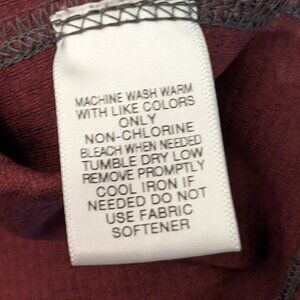 MACHINE WASH WARM
WITH LIKE COLORS
ONLY
NON-CHLORINE
BLEACH WHEN NEEDED
TUMBLE DRY LOW
REMOVE PROMPTLY
COOL IRON IF
NEEDED DO NOT
USE FABRIC
SOFTENER